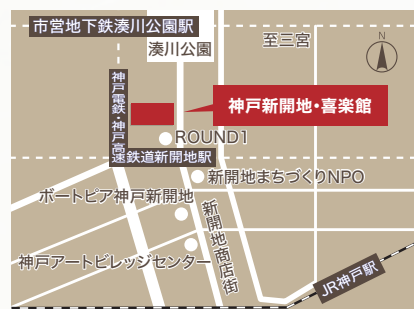 市営地下鉄湊川公園駅
湊川公園
至三宮
N
神戸電鉄・神戸高速鉄道新開地駅
神戸新開地・喜楽館
ROUND1
新開地まちづくりNPO
ボートピア神戸新開地
新開地商店街
神戸アートビレッジセンター
JR神戸駅